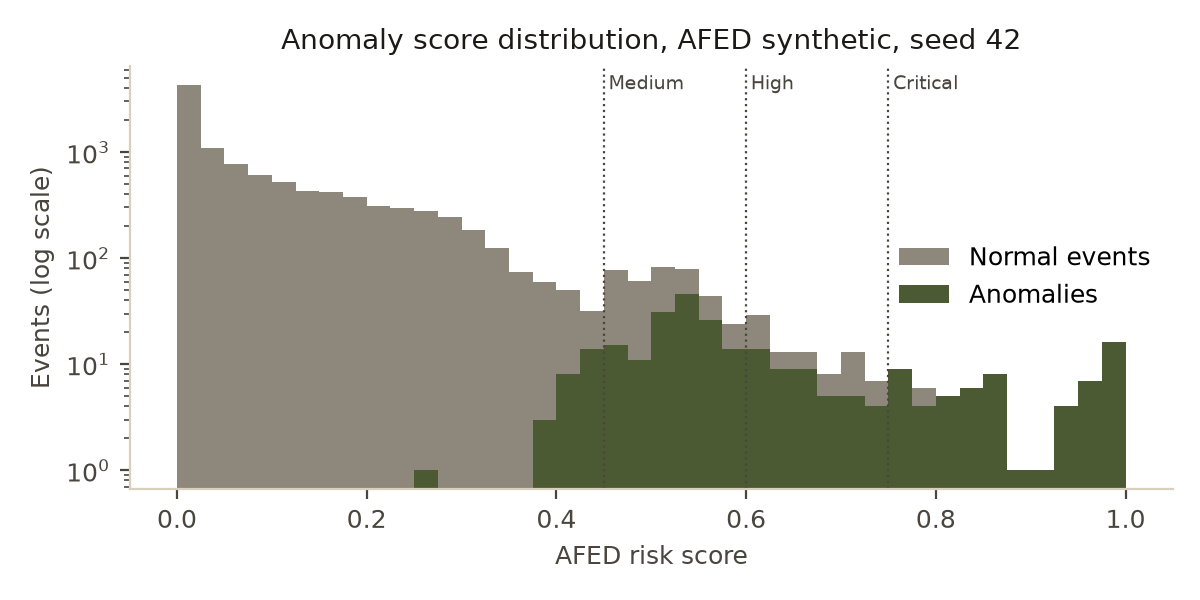 Anomaly score distribution, AFED synthetic, seed 42
Medium
High
Critical
10³
10²
10¹
10⁰
Events (log scale)
Normal events
Anomalies
0.0 0.2 0.4 0.6 0.8 1.0
AFED risk score